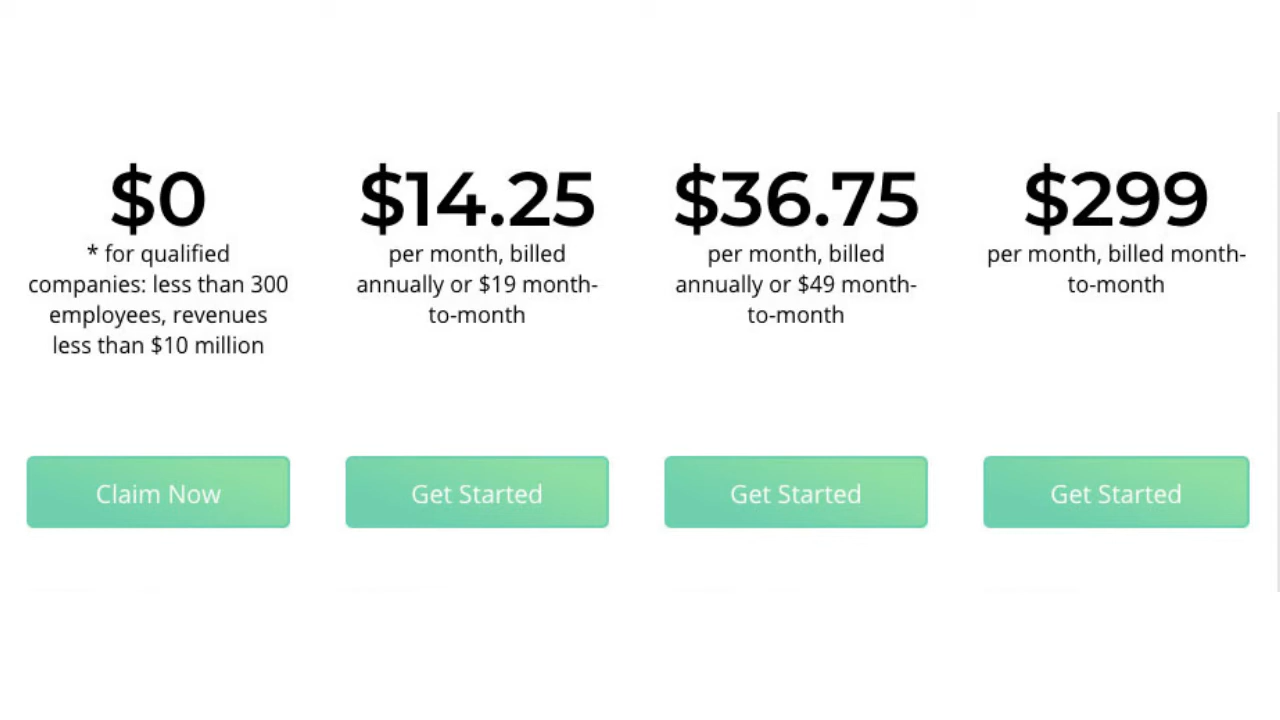 $0
* for qualified
companies: less than 300
employees, revenues
less than $10 million
Claim Now
$14.25
per month, billed
annually or $19 month-
to-month
Get Started
$36.75
per month, billed
annually or $49 month-
to-month
Get Started
$299
per month, billed month-
to-month
Get Started